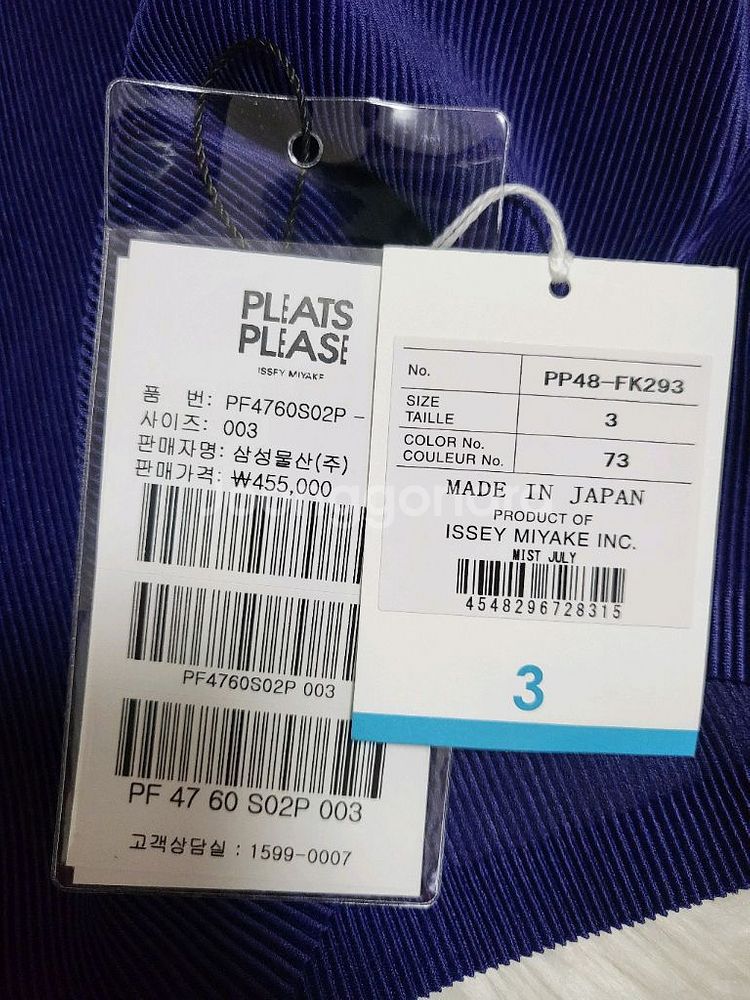 PLEATS
PLEASE
ISSEY MIYAKE
품 번: PF4760S02P -
사이즈: 003
판매자명: 삼성물산(주)
판매가격: ₩455,000
PF4760S02P 003
PF 47 60 S02P 003
고객상담실 : 1599-0007
No. PP48-FK293
SIZE
TAILLE 3
COLOR No.
COULEUR No. 73
MADE IN JAPAN
PRODUCT OF
ISSEY MIYAKE INC.
MIST JULY
4548296728315
3